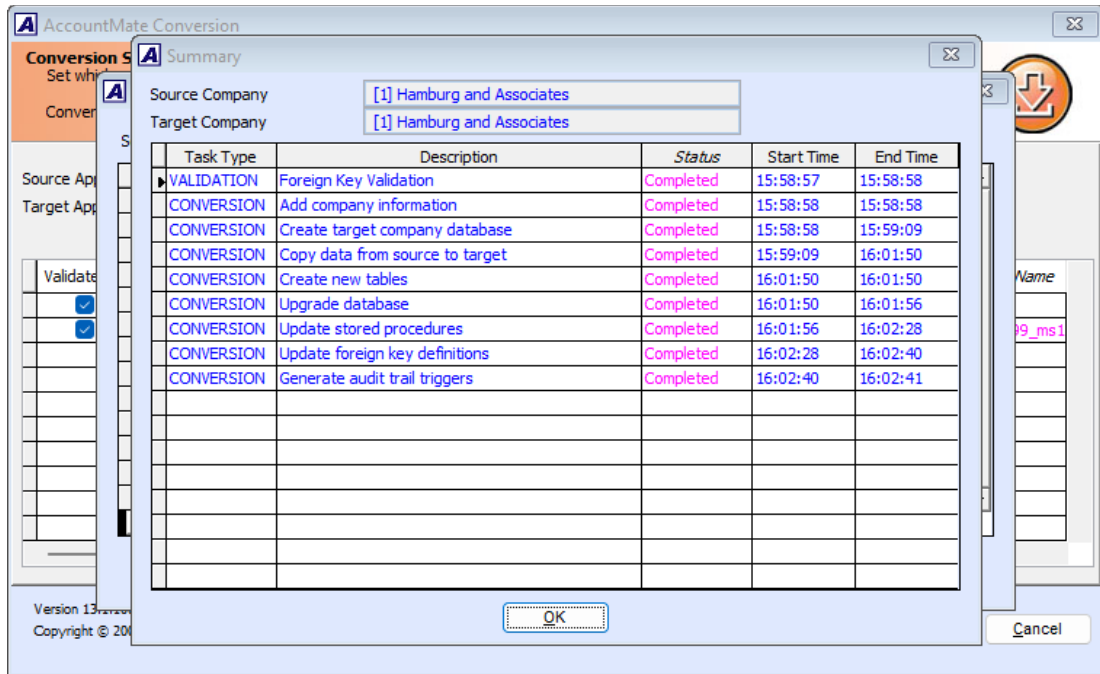 AccountMate Conversion
Conversion S
Set whi
Conver
Summary
Source Company [1] Hamburg and Associates
Target Company [1] Hamburg and Associates
Source App
Target App
Validate
Name
99_ms1
Task Type Description Status Start Time End Time
VALIDATION Foreign Key Validation Completed 15:58:57 15:58:58
CONVERSION Add company information Completed 15:58:58 15:58:58
CONVERSION Create target company database Completed 15:58:58 15:59:09
CONVERSION Copy data from source to target Completed 15:59:09 16:01:50
CONVERSION Create new tables Completed 16:01:50 16:01:50
CONVERSION Upgrade database Completed 16:01:50 16:01:56
CONVERSION Update stored procedures Completed 16:01:56 16:02:28
CONVERSION Update foreign key definitions Completed 16:02:28 16:02:40
CONVERSION Generate audit trail triggers Completed 16:02:40 16:02:41
OK
Version
Copyright © 200
Cancel